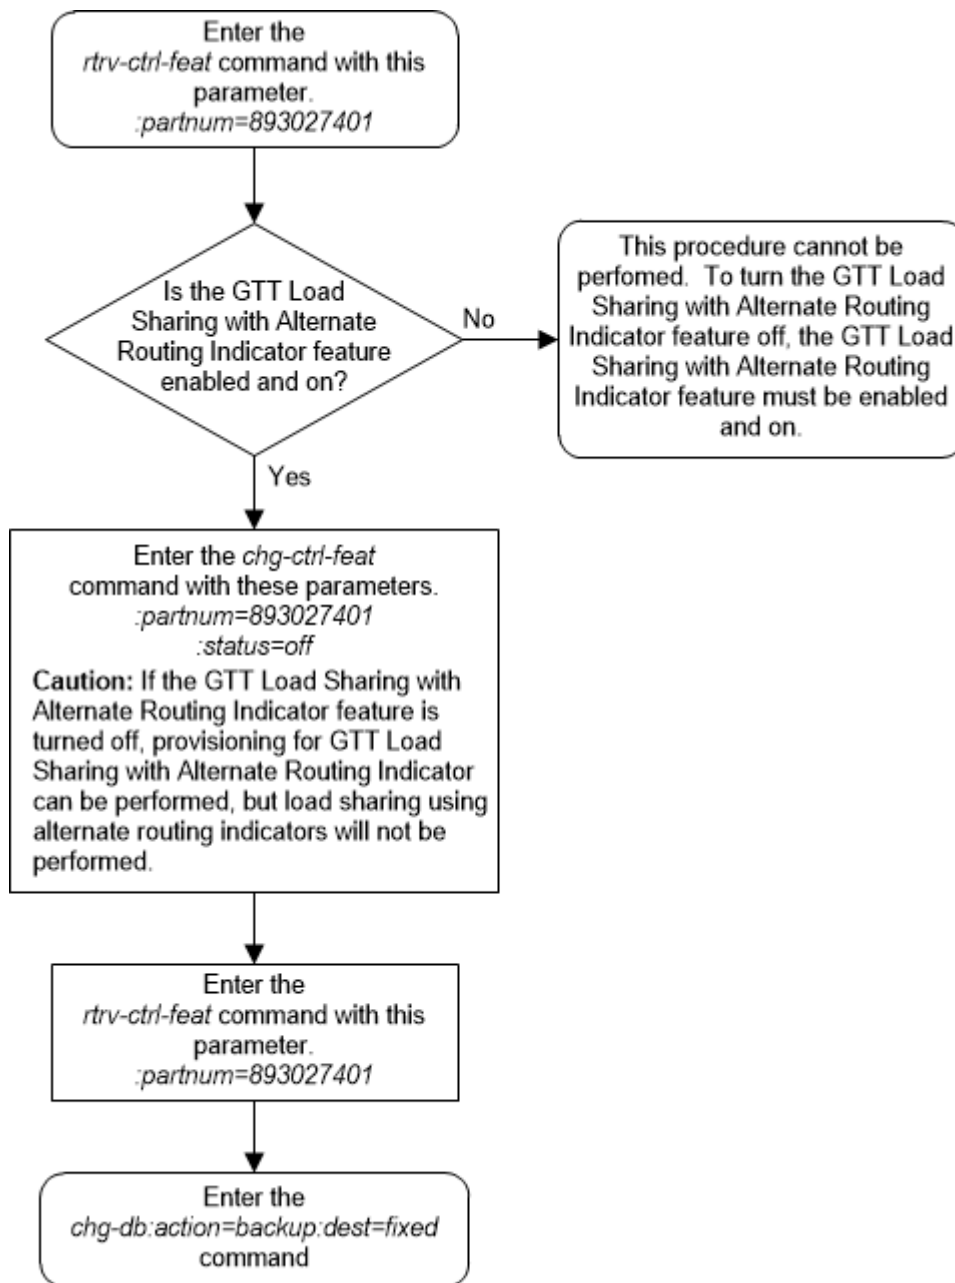 Enter the
rtrv-ctrl-feat command with this
parameter.
:partnum=893027401
Is the GTT Load
Sharing with Alternate
Routing Indicator feature
enabled and on?
No
This procedure cannot be
perfomed.  To turn the GTT Load
Sharing with Alternate Routing
Indicator feature off, the GTT Load
Sharing with Alternate Routing
Indicator feature must be enabled
and on.
Yes
Enter the chg-ctrl-feat
command with these parameters.
:partnum=893027401
:status=off
Caution: If the GTT Load Sharing with
Alternate Routing Indicator feature is
turned off, provisioning for GTT Load
Sharing with Alternate Routing Indicator
can be performed, but load sharing using
alternate routing indicators will not be
performed.
Enter the
rtrv-ctrl-feat command with this
parameter.
:partnum=893027401
Enter the
chg-db:action=backup:dest=fixed
command